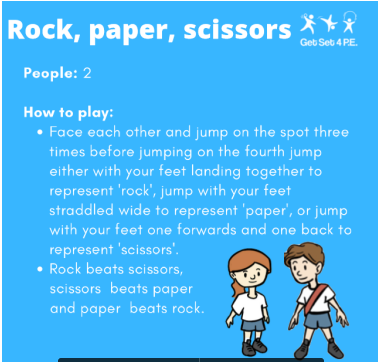 Rock, paper, scissors
Get Set 4 P.E.
People: 2
How to play:
• Face each other and jump on the spot three
times before jumping on the fourth jump
either with your feet landing together to
represent 'rock', jump with your feet
straddled wide to represent 'paper', or jump
with your feet one forwards and one back to
represent 'scissors'.
• Rock beats scissors,
scissors beats paper
and paper beats rock.